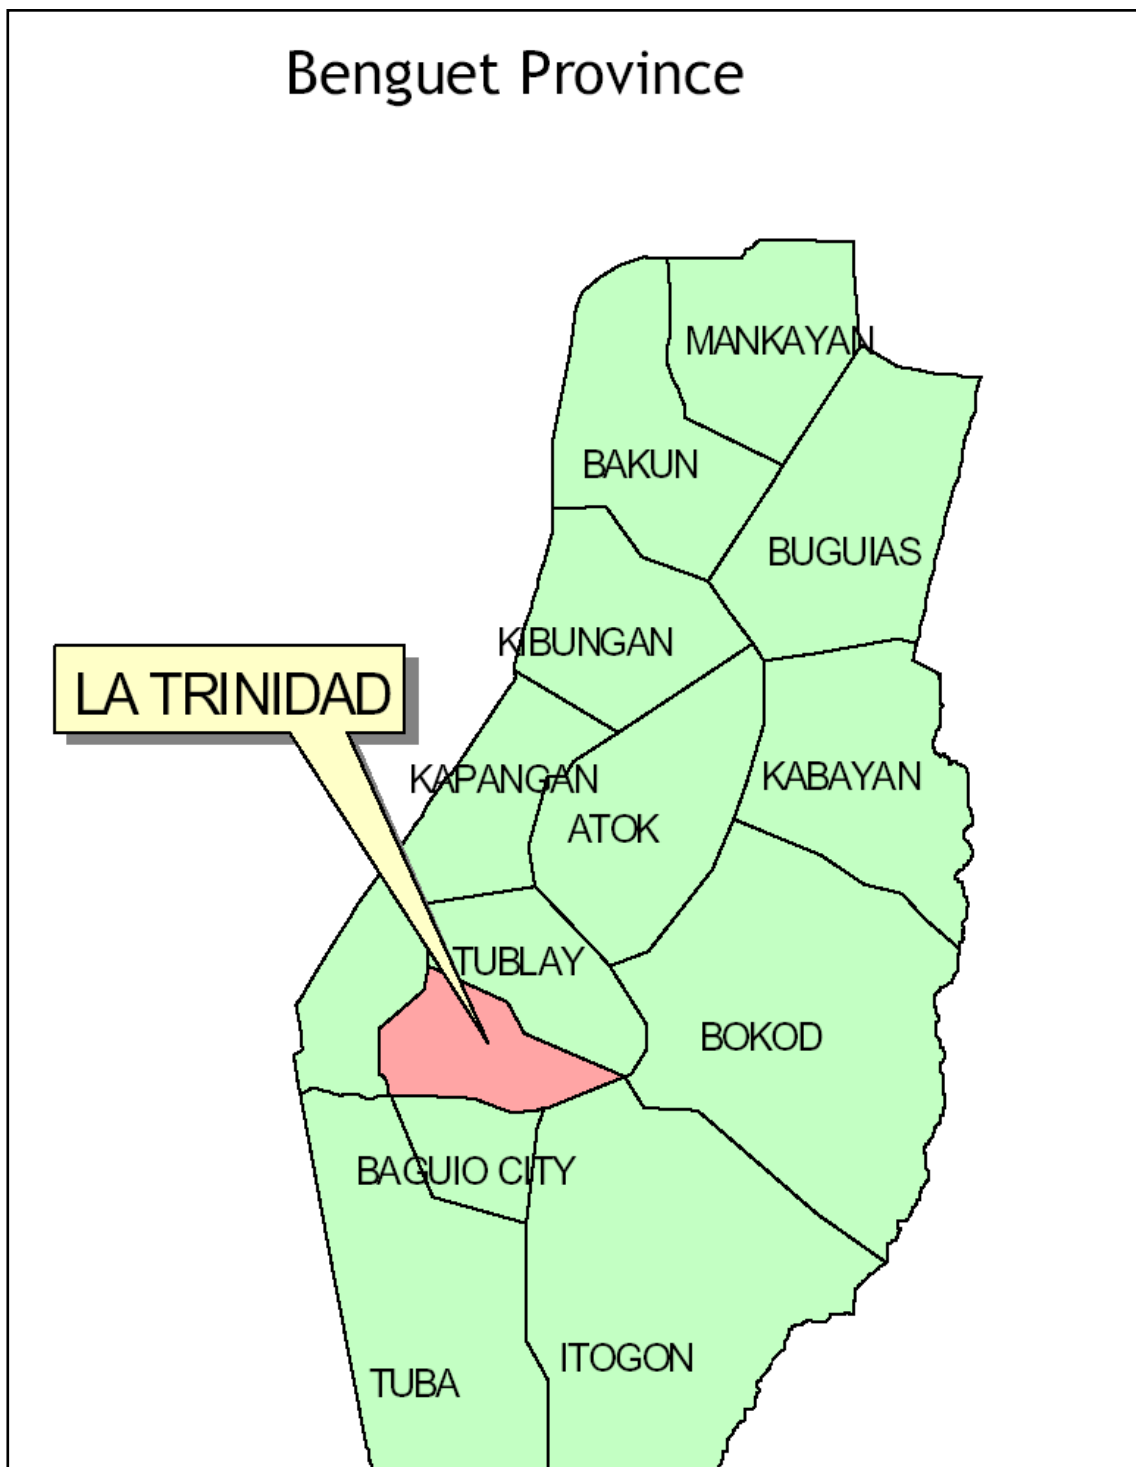 Benguet Province
MANKAYAN
BAKUN
BUGUIAS
KIBUNGAN
LA TRINIDAD
KAPANGAN
KABAYAN
ATOK
TUBLAY
BOKOD
BAGUIO CITY
ITOGON
TUBA